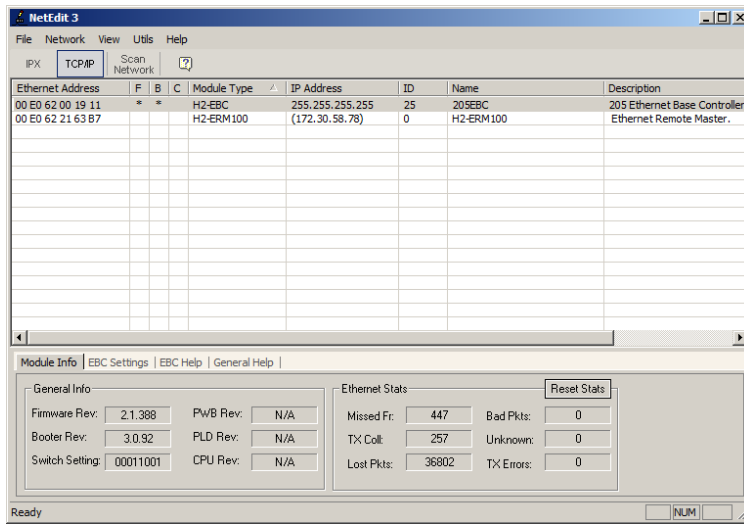 NetEdit 3
File Network View Utils Help
IPX TCP/IP Scan Network
Ethernet Address F B C Module Type IP Address ID Name Description
00 E0 62 00 19 11 * * H2-EBC 255.255.255.255 25 205EBC 205 Ethernet Base Controller
00 E0 62 21 63 B7 H2-ERM100 (172.30.58.78) 0 H2-ERM100 Ethernet Remote Master.
Module Info EBC Settings EBC Help General Help
General Info Ethernet Stats Reset Stats
Firmware Rev: 2.1.388 PWB Rev: N/A Missed Fr: 447 Bad Pkts: 0
Booter Rev: 3.0.92 PLD Rev: N/A TX Coll: 257 Unknown: 0
Switch Setting: 00011001 CPU Rev: N/A Lost Pkts: 36802 TX Errors: 0
Ready NUM